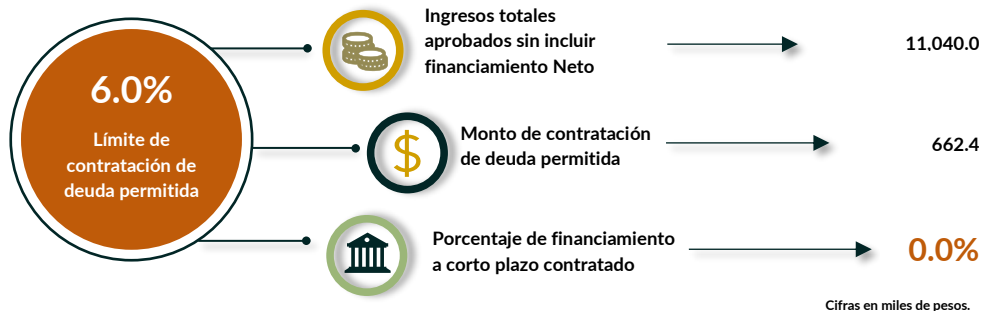 6.0%
Límite de
contratación de
deuda permitida
Ingresos totales
aprobados sin incluir
financiamiento Neto
11,040.0
$
Monto de contratación
de deuda permitida
662.4
Porcentaje de financiamiento
a corto plazo contratado
0.0%
Cifras en miles de pesos.